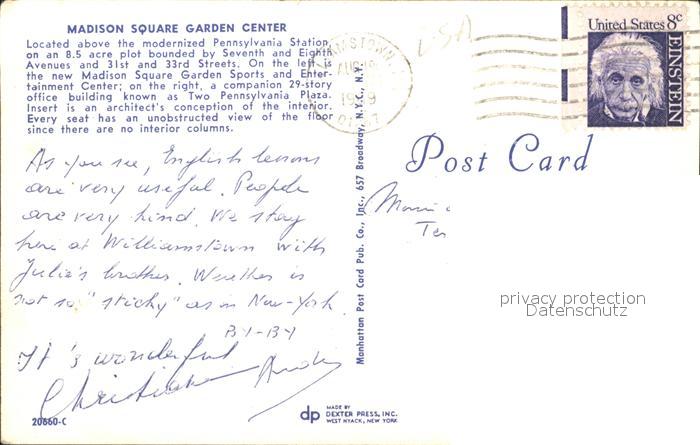 MADISON SQUARE GARDEN CENTER
Located above the modernized Pennsylvania Station,
on an 8.5 acre plot bounded by Seventh and Eighth
Avenues and 31st and 33rd Streets. On the left is
the new Madison Square Garden Sports and Enter-
tainment Center; on the right, a companion 29-story
office building known as Two Pennsylvania Plaza.
Insert is an architect's conception of the interior.
Every seat has an unobstructed view of the floor
since there are no interior columns.
As you see, English lessons
are very useful. People
are very kind. We stay
here at Williamstown with
Julie's brother. Weather is
not so "sticky" as in New-York.
BY-BY
It's wonderful
Christiane Andy
20660-C
dp MADE BY
DEXTER PRESS, INC.
WEST NYACK, NEW YORK
Manhattan Post Card Pub. Co., Inc., 657 Broadway, N.Y.C., N.Y.
USA
AMSTOWN,
AUG
United States 8c
EINSTEIN
Post Card
privacy protection
Datenschutz